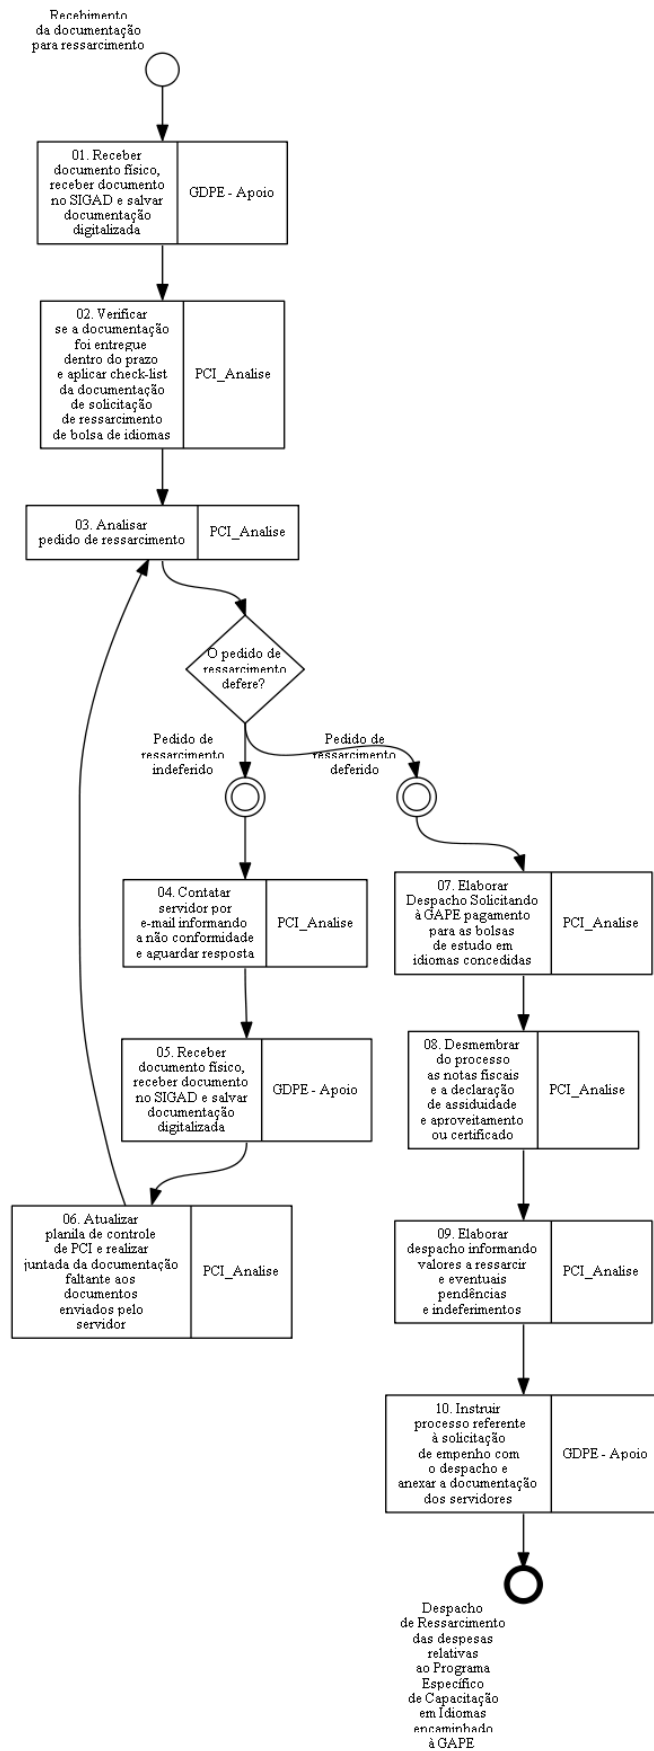 Recebimento
da documentação
para ressarcimento
01. Receber
documento físico,
receber documento
no SIGAD e salvar
documentação
digitalizada
GDPE - Apoio
02. Verificar
se a documentação
foi entregue
dentro do prazo
e aplicar check-list
da documentação
de solicitação
de ressarcimento
de bolsa de idiomas
PCI_Analise
03. Analisar
pedido de ressarcimento
PCI_Analise
O pedido de
ressarcimento
defere?
Pedido de
ressarcimento
indeferido
Pedido de
ressarcimento
deferido
04. Contatar
servidor por
e-mail informando
a não conformidade
e aguardar resposta
PCI_Analise
05. Receber
documento físico,
receber documento
no SIGAD e salvar
documentação
digitalizada
GDPE - Apoio
06. Atualizar
planila de controle
de PCI e realizar
juntada da documentação
faltante aos
documentos
enviados pelo
servidor
PCI_Analise
07. Elaborar
Despacho Solicitando
à GAPE pagamento
para as bolsas
de estudo em
idiomas concedidas
PCI_Analise
08. Desmembrar
do processo
as notas fiscais
e a declaração
de assiduidade
e aproveitamento
ou certificado
PCI_Analise
09. Elaborar
despacho informando
valores a ressarcir
e eventuais
pendências
e indeferimentos
PCI_Analise
10. Instruir
processo referente
à solicitação
de empenho com
o despacho e
anexar a documentação
dos servidores
GDPE - Apoio
Despacho
de Ressarcimento
das despesas
relativas
ao Programa
Específico
de Capacitação
em Idiomas
encaminhado
à GAPE